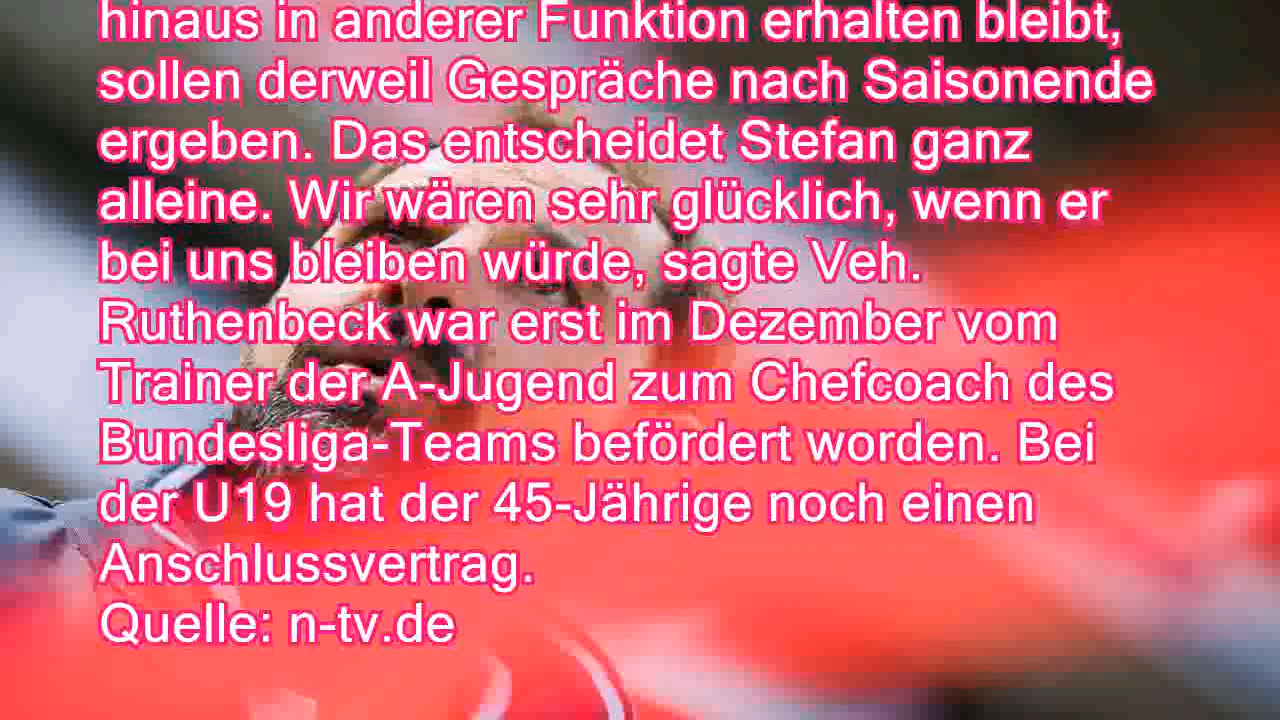 hinaus in anderer Funktion erhalten bleibt,
sollen derweil Gespräche nach Saisonende
ergeben. Das entscheidet Stefan ganz
alleine. Wir wären sehr glücklich, wenn er
bei uns bleiben würde, sagte Veh.
Ruthenbeck war erst im Dezember vom
Trainer der A-Jugend zum Chefcoach des
Bundesliga-Teams befördert worden. Bei
der U19 hat der 45-Jährige noch einen
Anschlussvertrag.
Quelle: n-tv.de